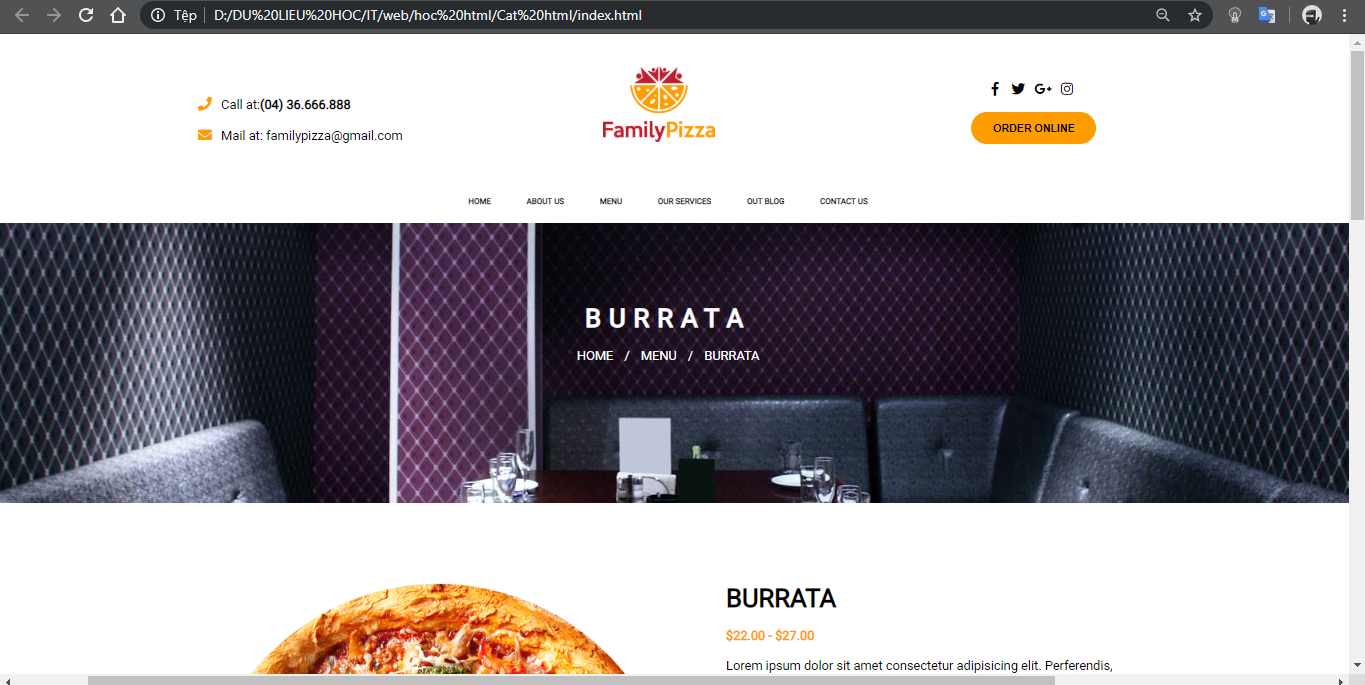 Tệp
D:/DU%20LIEU%20HOC/IT/web/hoc%20html/Cat%20html/index.html
Call at:(04) 36.666.888
Mail at: familypizza@gmail.com
FamilyPizza
G+
ORDER ONLINE
HOME ABOUT US MENU OUR SERVICES OUT BLOG CONTACT US
BURRATA
HOME / MENU / BURRATA
BURRATA
$22.00 - $27.00
Lorem ipsum dolor sit amet consectetur adipisicing elit. Perferendis,